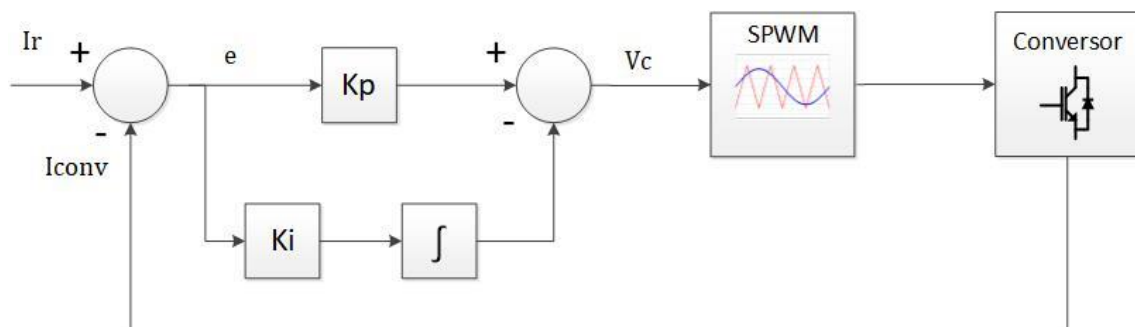 Ir
+
-
Iconv
e
Kp
Ki
∫
+
-
Vc
SPWM
Conversor